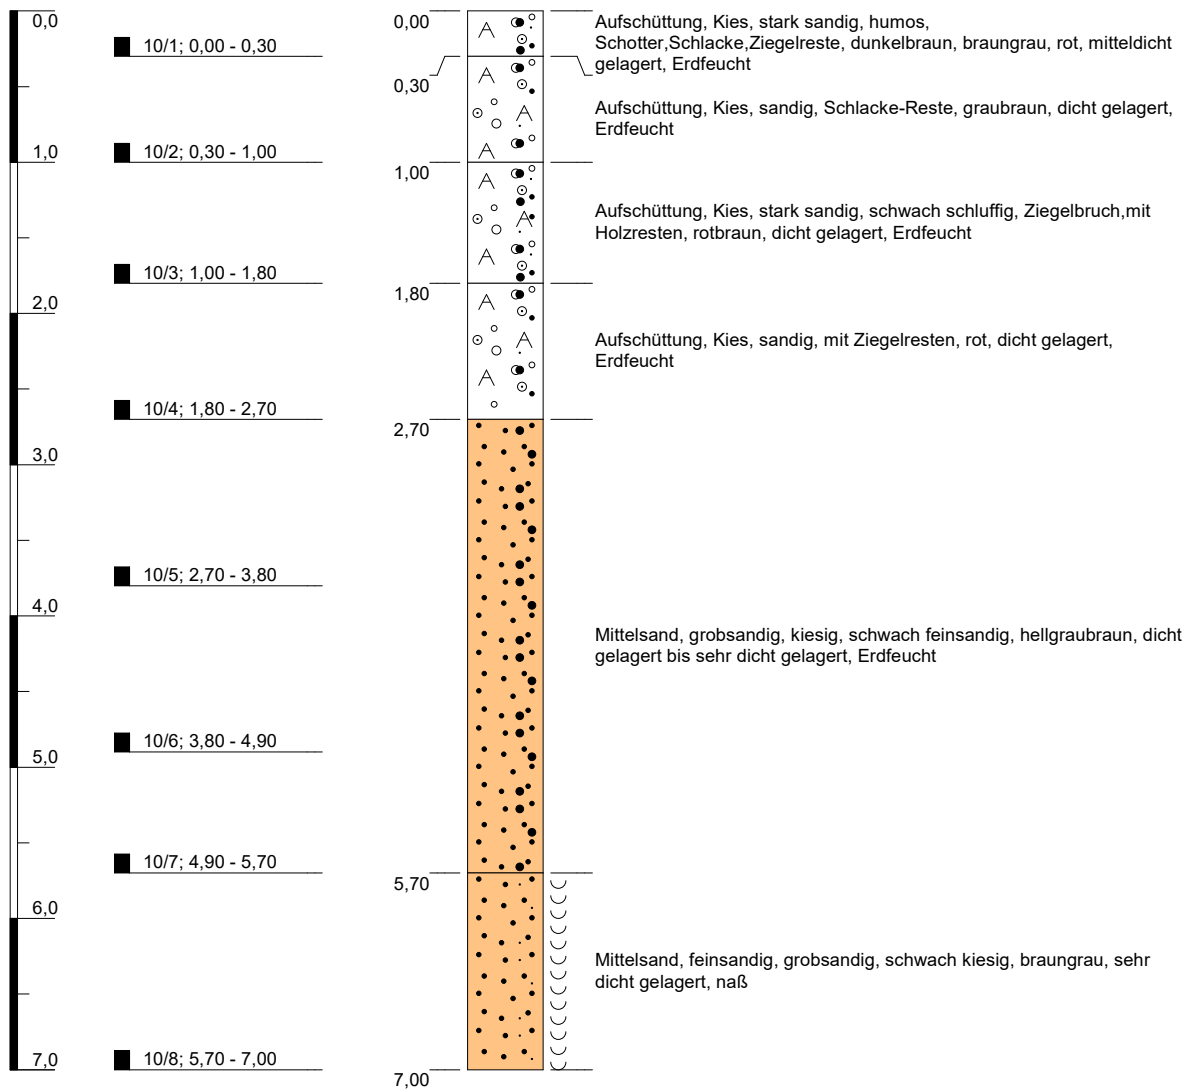 0,0
10/1; 0,00 - 0,30
0,00
Aufschüttung, Kies, stark sandig, humos,
Schotter,Schlacke,Ziegelreste, dunkelbraun, braungrau, rot, mitteldicht
gelagert, Erdfeucht
0,30
Aufschüttung, Kies, sandig, Schlacke-Reste, graubraun, dicht gelagert,
Erdfeucht
1,0
10/2; 0,30 - 1,00
1,00
Aufschüttung, Kies, stark sandig, schwach schluffig, Ziegelbruch,mit
Holzresten, rotbraun, dicht gelagert, Erdfeucht
10/3; 1,00 - 1,80
1,80
2,0
Aufschüttung, Kies, sandig, mit Ziegelresten, rot, dicht gelagert,
Erdfeucht
10/4; 1,80 - 2,70
2,70
3,0
10/5; 2,70 - 3,80
4,0
Mittelsand, grobsandig, kiesig, schwach feinsandig, hellgraubraun, dicht
gelagert bis sehr dicht gelagert, Erdfeucht
10/6; 3,80 - 4,90
5,0
10/7; 4,90 - 5,70
5,70
6,0
Mittelsand, feinsandig, grobsandig, schwach kiesig, braungrau, sehr
dicht gelagert, naß
7,0
10/8; 5,70 - 7,00
7,00